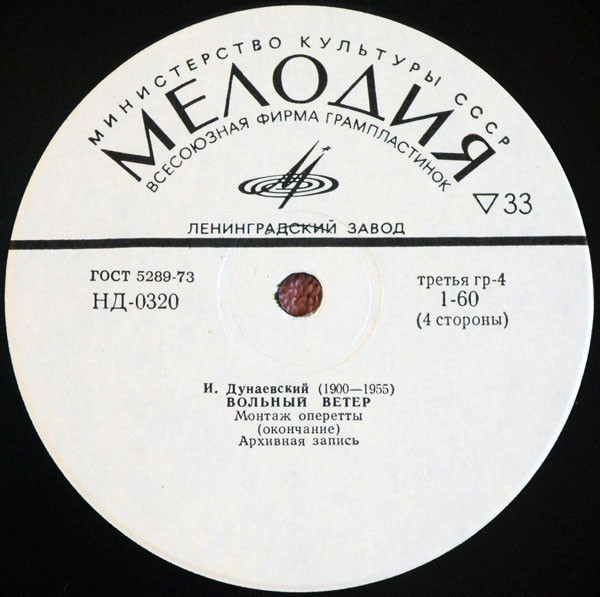 МИНИСТЕРСТВО КУЛЬТУРЫ СССР
МЕЛОДИЯ
ВСЕСОЮЗНАЯ ФИРМА ГРАМПЛАСТИНОК
▽33
ЛЕНИНГРАДСКИЙ ЗАВОД
ГОСТ 5289-73
НД-0320
третья гр-4
1-60
(4 стороны)
И. Дунаевский (1900—1955)
ВОЛЬНЫЙ ВЕТЕР
Монтаж оперетты
(окончание)
Архивная запись